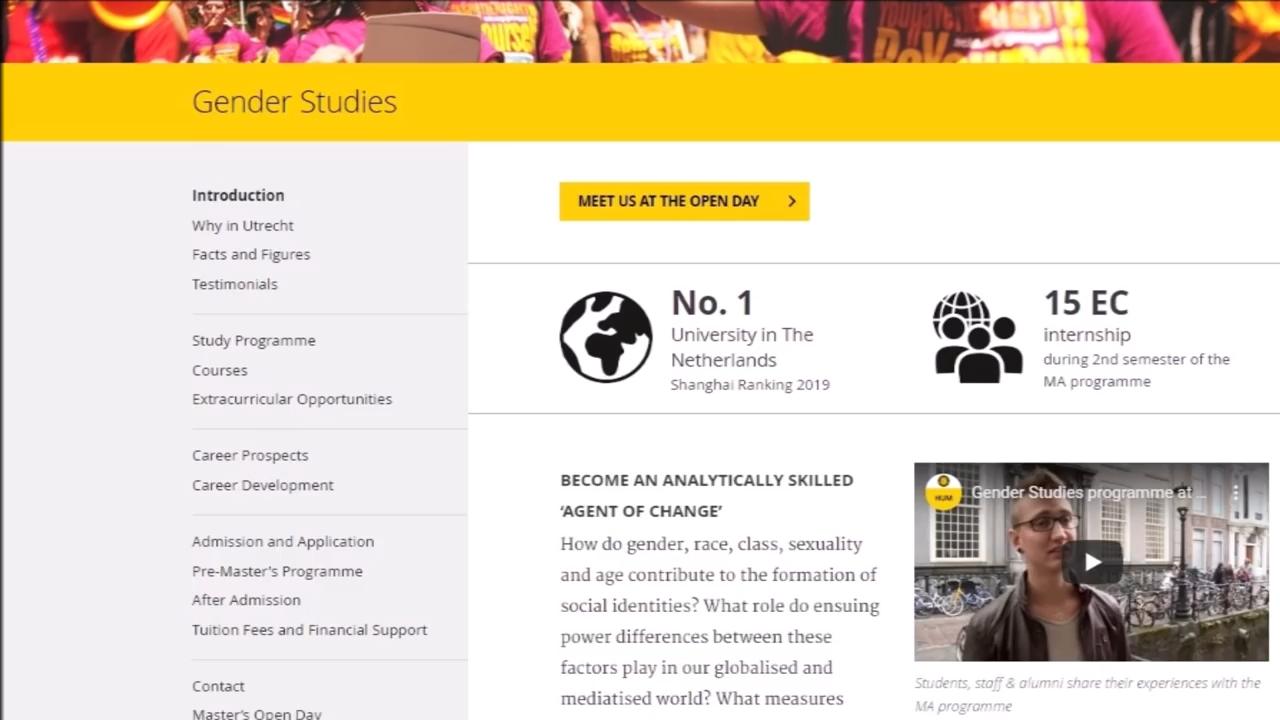 Gender Studies
Introduction
Why in Utrecht
Facts and Figures
Testimonials
Study Programme
Courses
Extracurricular Opportunities
Career Prospects
Career Development
Admission and Application
Pre-Master's Programme
After Admission
Tuition Fees and Financial Support
Contact
Master's Open Day
MEET US AT THE OPEN DAY
No. 1
University in The
Netherlands
Shanghai Ranking 2019
15 EC
internship
during 2nd semester of the
MA programme
BECOME AN ANALYTICALLY SKILLED
‘AGENT OF CHANGE’
How do gender, race, class, sexuality
and age contribute to the formation of
social identities? What role do ensuing
power differences between these
factors play in our globalised and
mediatised world? What measures
HUM
Gender Studies programme at ...
Students, staff & alumni share their experiences with the
MA programme